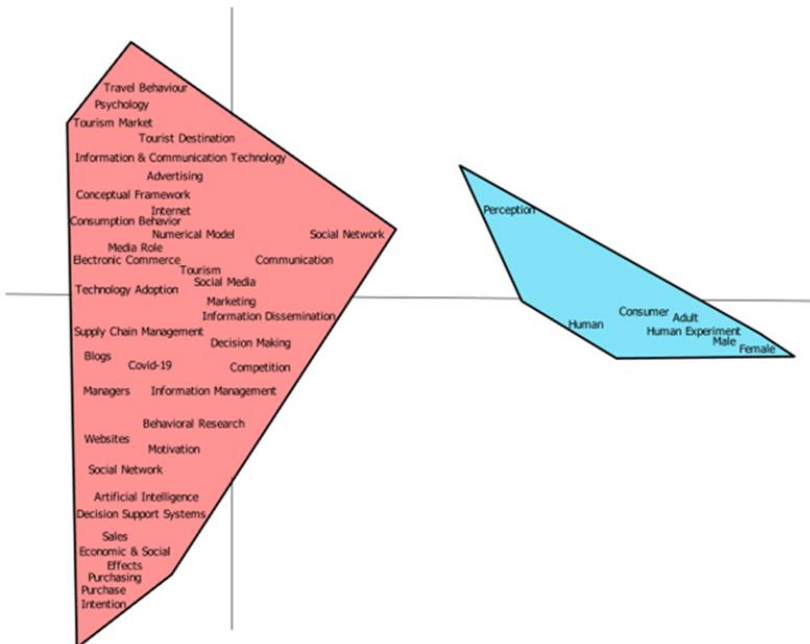 Travel Behaviour
Psychology
Tourism Market
Tourist Destination
Information & Communication Technology
Advertising
Conceptual Framework
Internet
Consumption Behavior
Numerical Model
Social Network
Media Role
Electronic Commerce
Communication
Tourism
Social Media
Technology Adoption
Marketing
Information Dissemination
Supply Chain Management
Decision Making
Blogs
Covid-19
Competition
Managers
Information Management
Behavioral Research
Websites
Motivation
Social Network
Artificial Intelligence
Decision Support Systems
Sales
Economic & Social
Effects
Purchasing
Purchase
Intention
Perception
Consumer
Adult
Human
Human Experiment
Male
Female